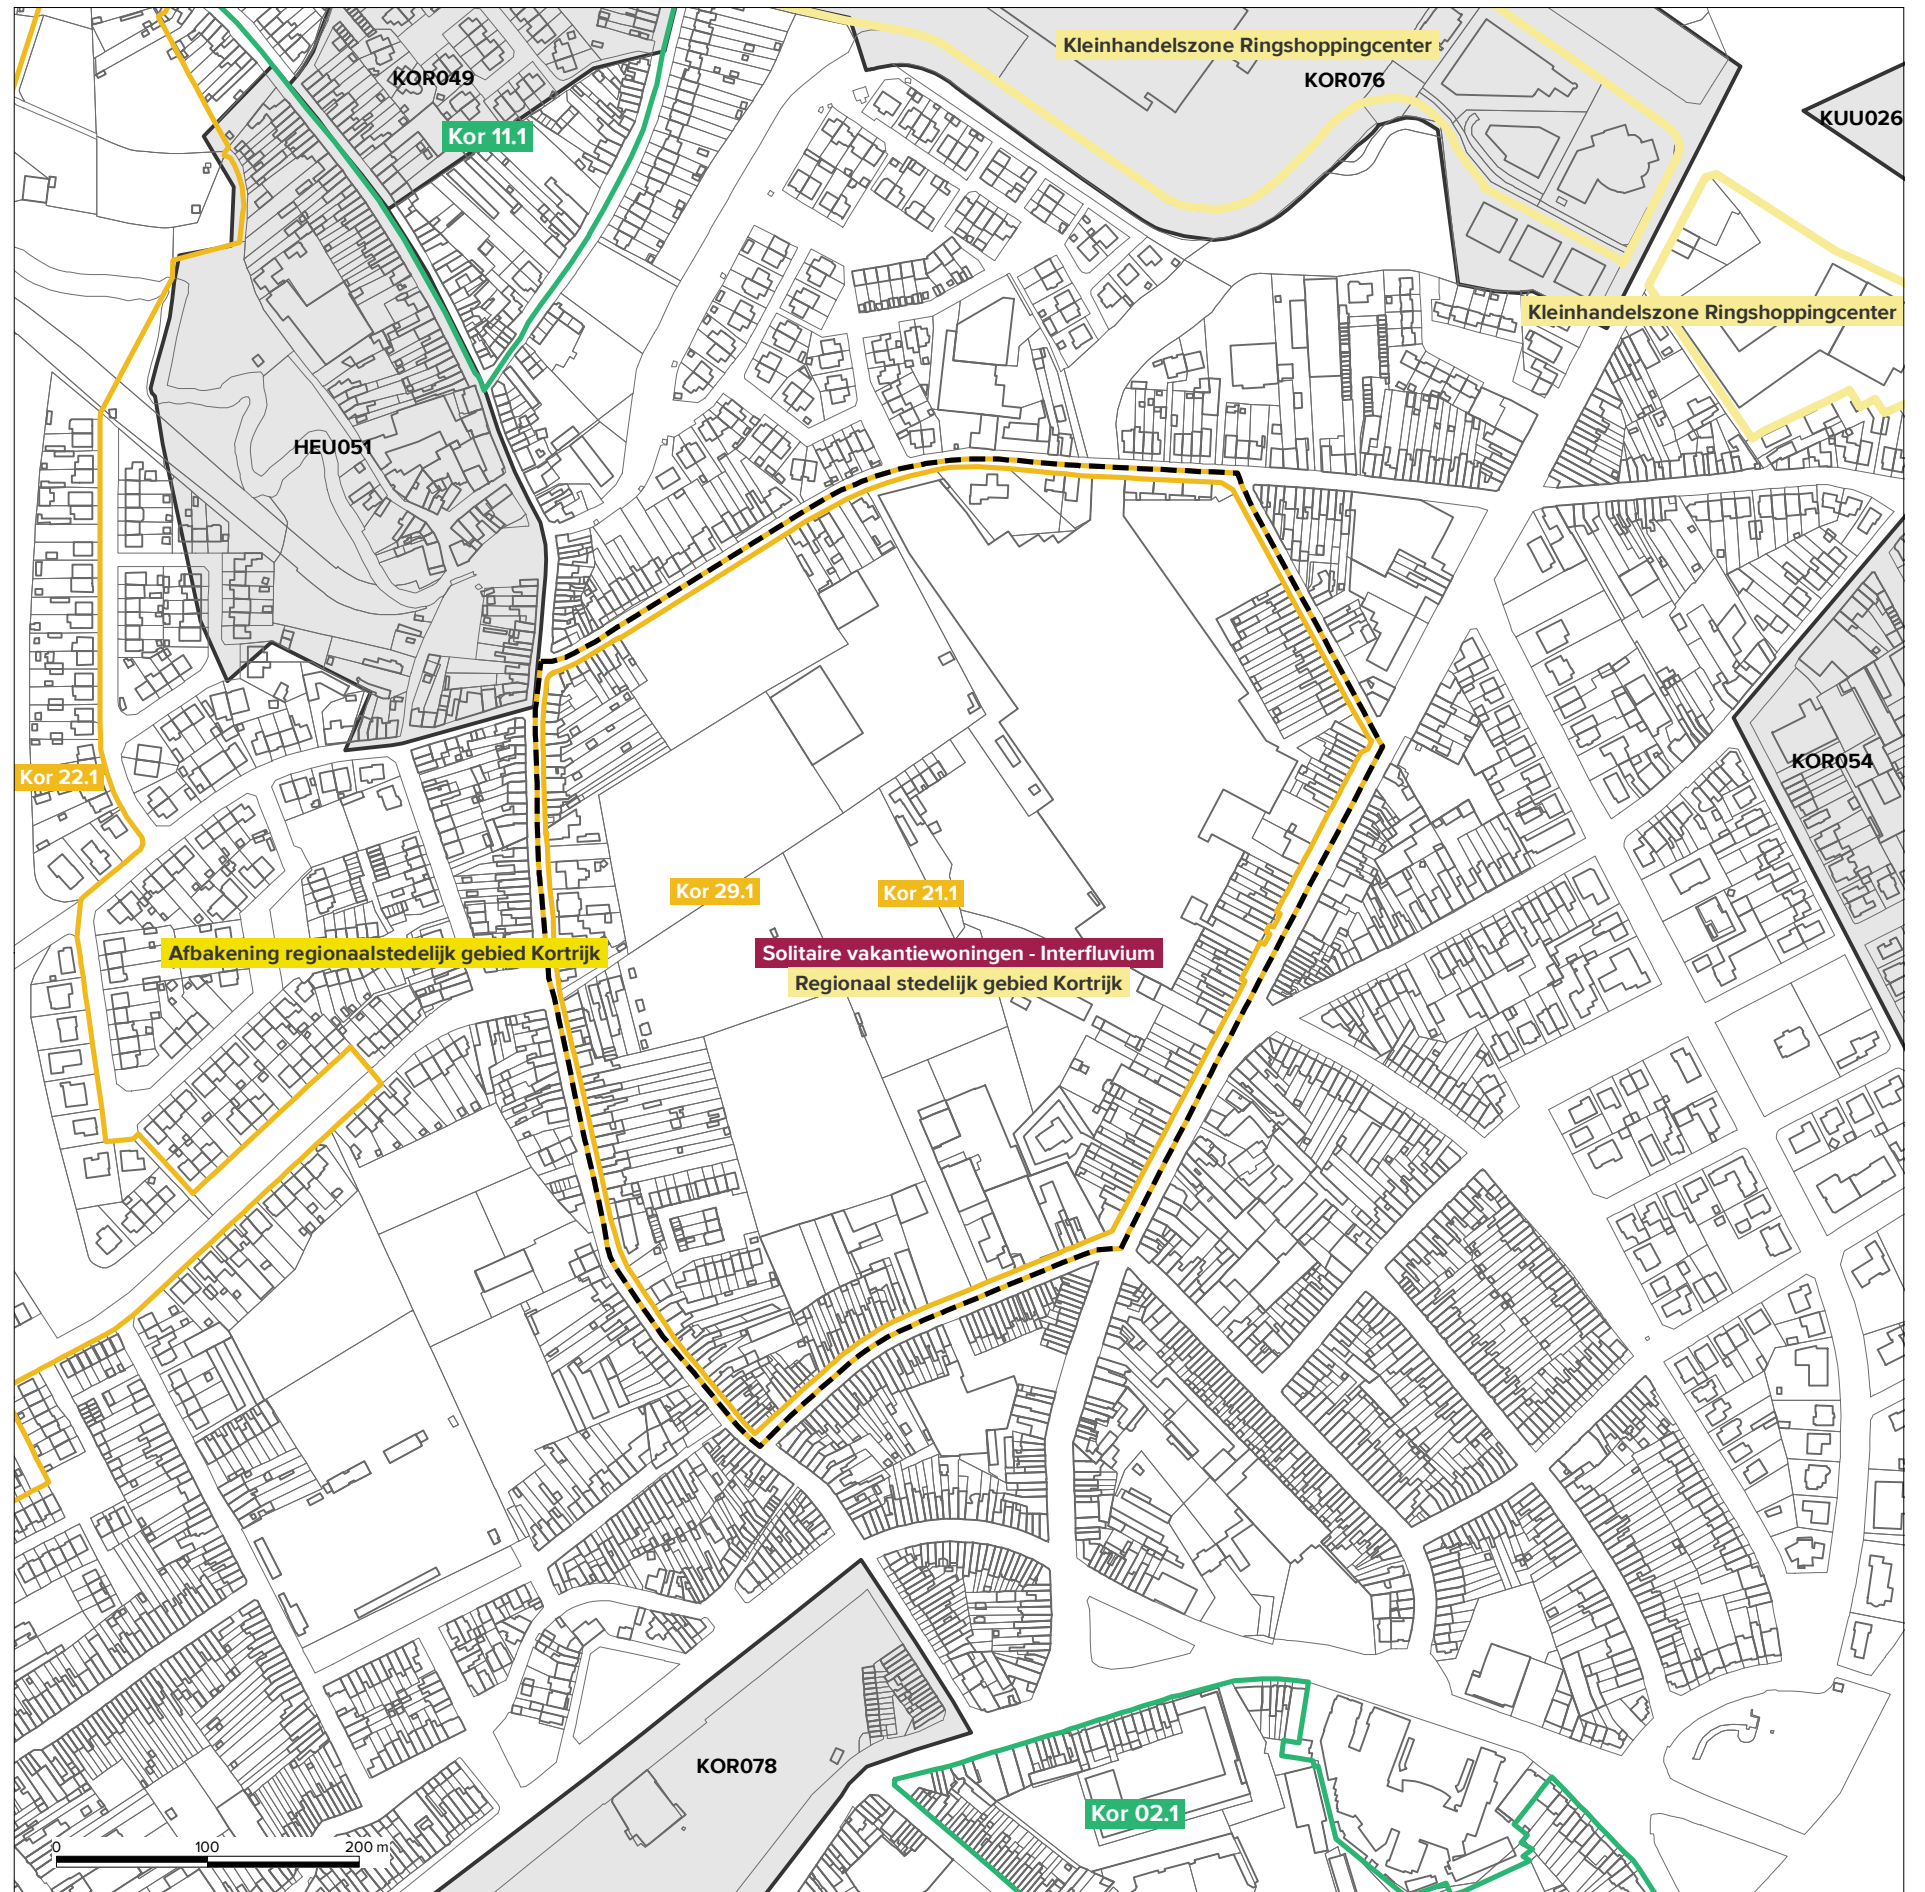 Kleinhandelszone Ringshoppingcenter
KOR049
KOR076
KUU026
Kor 11.1
Kleinhandelszone Ringshoppingcenter
HEU051
KOR054
Kor 22.1
Kor 29.1
Kor 21.1
Afbakening regionaalstedelijk gebied Kortrijk
Solitaire vakantiewoningen - Interfluvium
Regionaal stedelijk gebied Kortrijk
KOR078
Kor 02.1
0 100 200 m